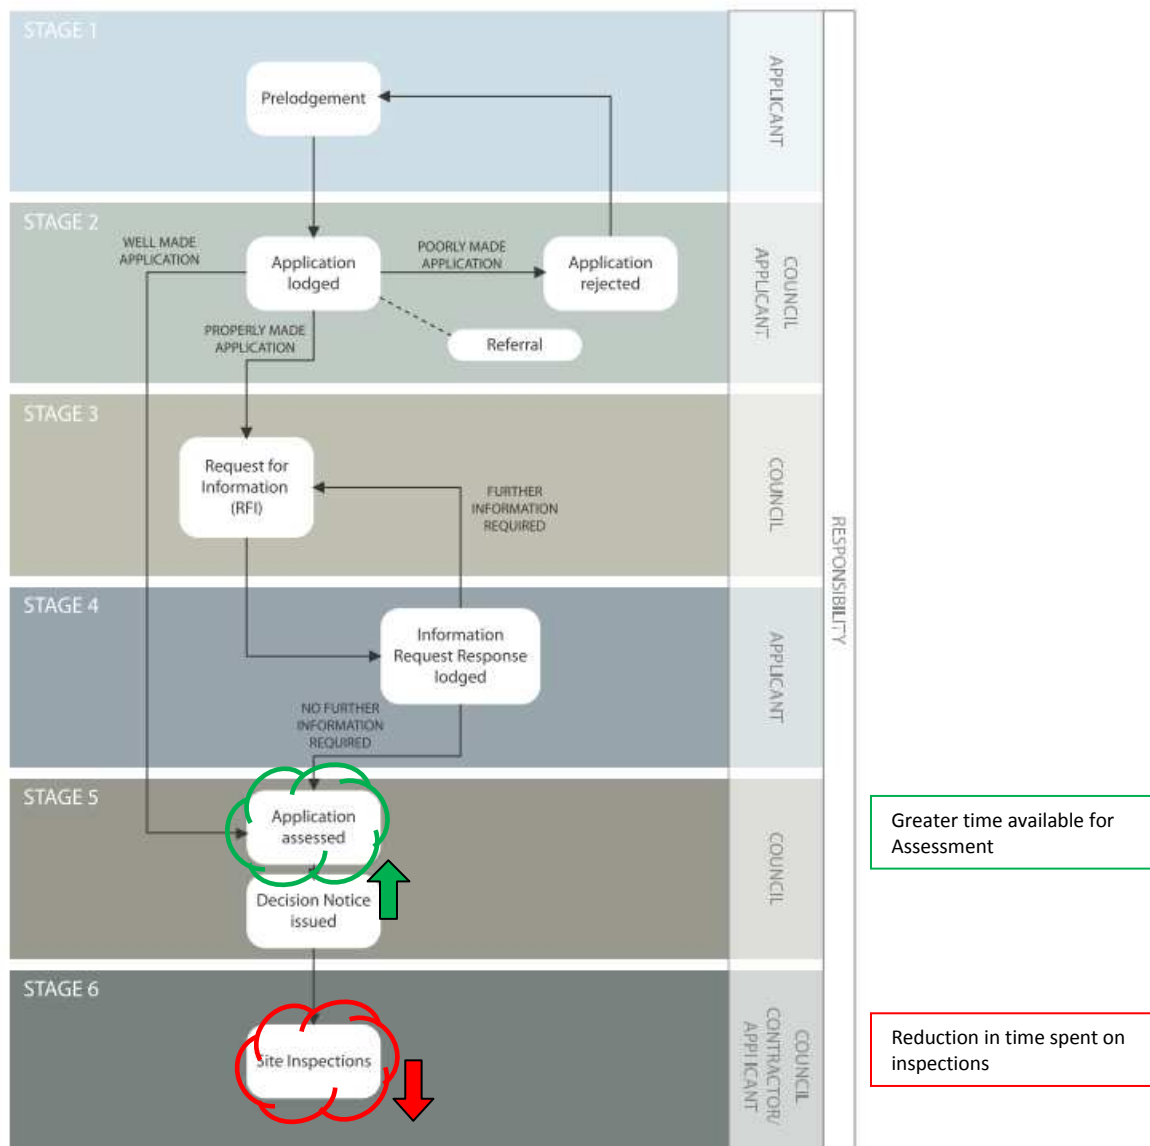 STAGE 1
Prelodgement
APPLICANT
STAGE 2
WELL MADE
APPLICATION
Application
lodged
POORLY MADE
APPLICATION
Application
rejected
PROPERLY MADE
APPLICATION
Referral
COUNCIL
APPLICANT
STAGE 3
Request for
Information
(RFI)
FURTHER
INFORMATION
REQUIRED
COUNCIL
RESPONSIBILITY
STAGE 4
Information
Request Response
lodged
NO FURTHER
INFORMATION
REQUIRED
APPLICANT
STAGE 5
Application
assessed
Decision Notice
issued
COUNCIL
Greater time available for
Assessment
STAGE 6
Site Inspections
COUNCIL
CONTRACTOR/
APPLICANT
Reduction in time spent on
inspections